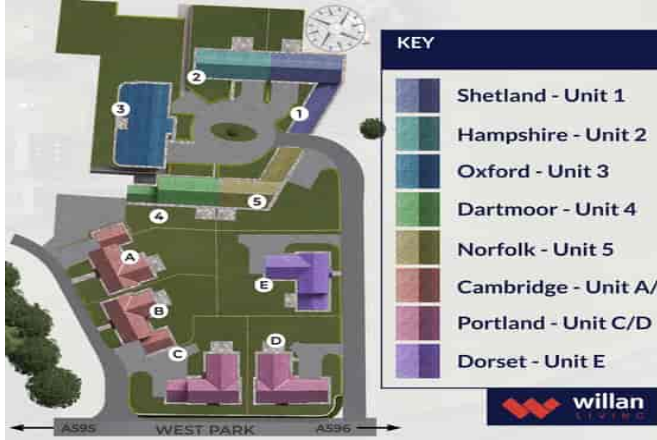 KEY
Shetland - Unit 1
Hampshire - Unit 2
Oxford - Unit 3
Dartmoor - Unit 4
Norfolk - Unit 5
Cambridge - Unit A/
Portland - Unit C/D
Dorset - Unit E
willan
LIVING
2
1
3
4
5
A
E
B
C
D
A595
WEST PARK
A596